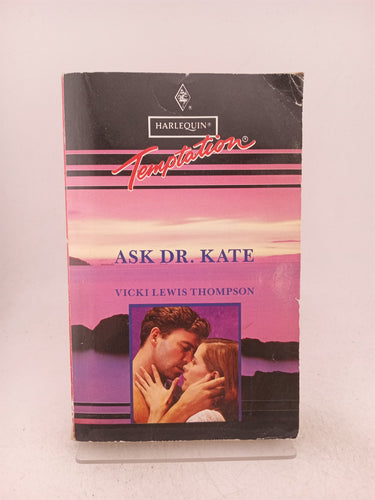 HARLEQUIN®
Temptation®
ASK DR. KATE
VICKI LEWIS THOMPSON